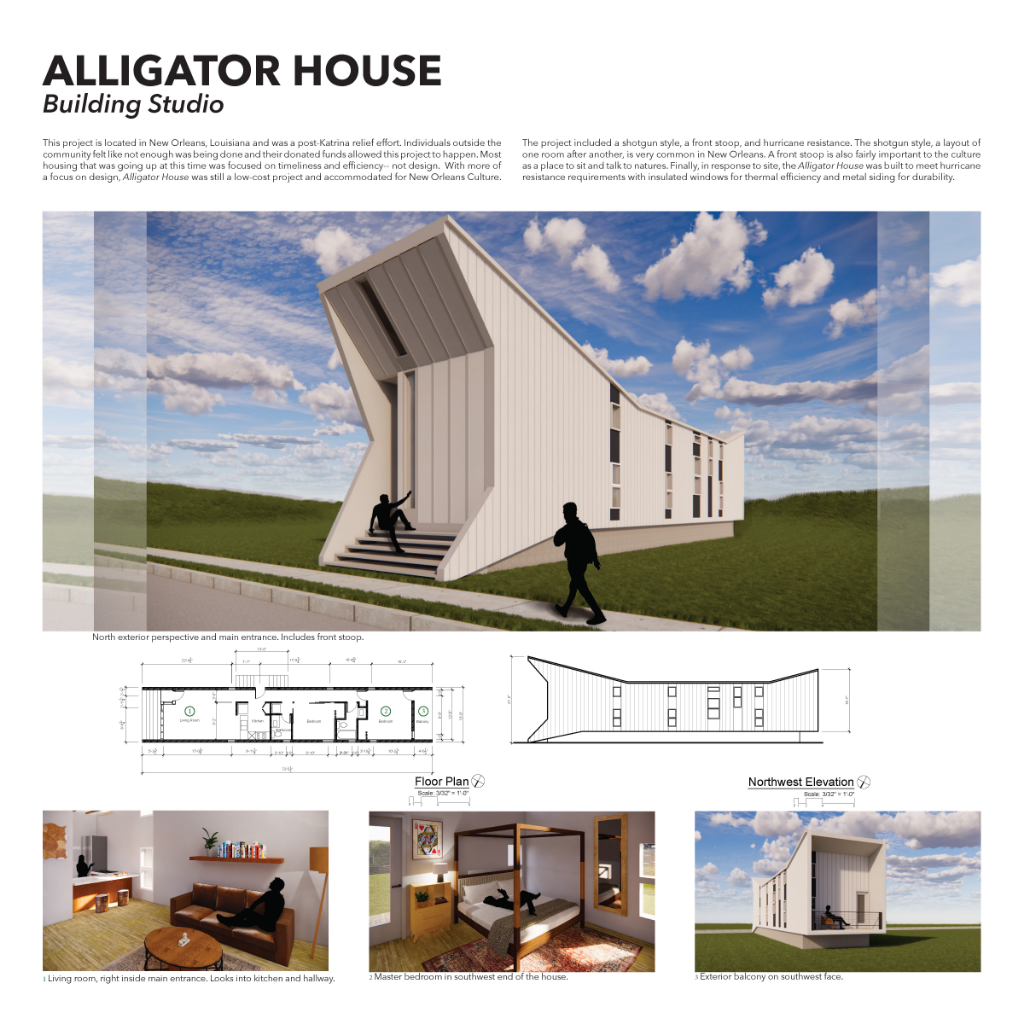 ALLIGATOR HOUSE
Building Studio
This project is located in New Orleans, Louisiana and was a post-Katrina relief effort. Individuals outside the
community felt like not enough was being done and their donated funds allowed this project to happen. Most
housing that was going up at this time was focused on timeliness and efficiency-- not design. With more of
a focus on design, Alligator House was still a low-cost project and accommodated for New Orleans Culture.
The project included a shotgun style, a front stoop, and hurricane resistance. The shotgun style, a layout of
one room after another, is very common in New Orleans. A front stoop is also fairly important to the culture
as a place to sit and talk to natures. Finally, in response to site, the Alligator House was built to meet hurricane
resistance requirements with insulated windows for thermal efficiency and metal siding for durability.
North exterior perspective and main entrance. Includes front stoop.
1
Living Room
Kitchen
Bedroom
2
Bedroom
3
Balcony
Floor Plan
Scale: 3/32" = 1'-0"
Northwest Elevation
Scale: 3/32" = 1'-0"
1 Living room, right inside main entrance. Looks into kitchen and hallway.
2 Master bedroom in southwest end of the house.
3 Exterior balcony on southwest face.